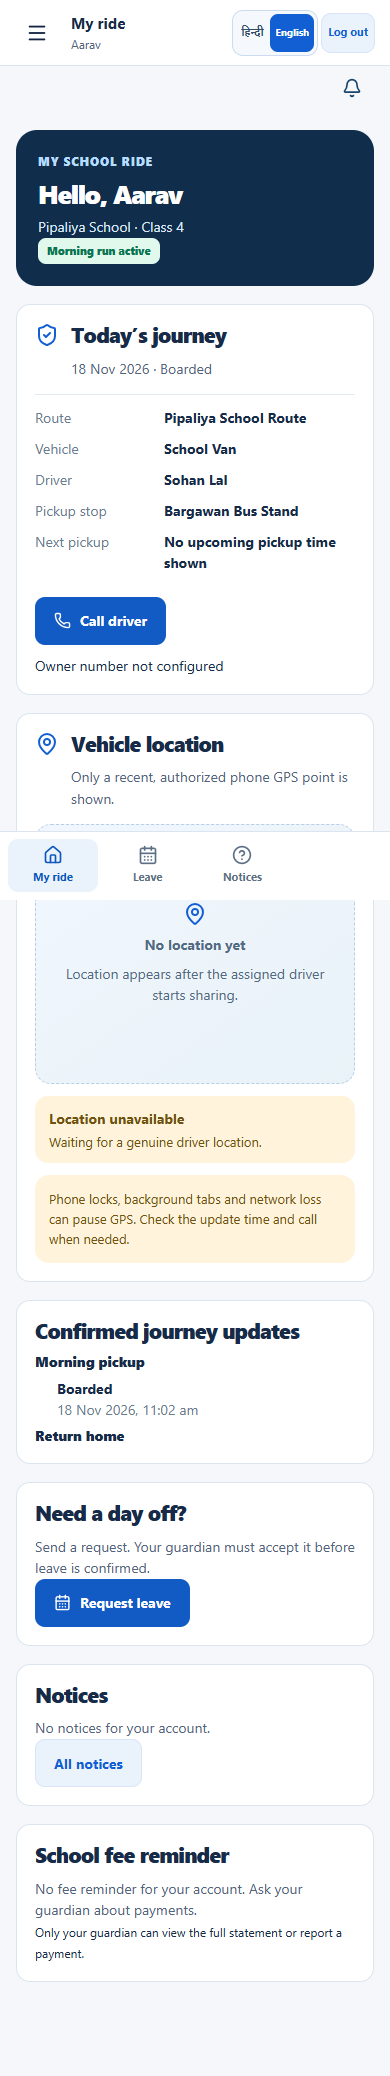 My ride
Aarav
हिन्दी
English
Log out
MY SCHOOL RIDE
Hello, Aarav
Pipaliya School · Class 4
Morning run active
Today's journey
18 Nov 2026 · Boarded
Route Pipaliya School Route
Vehicle School Van
Driver Sohan Lal
Pickup stop Bargawan Bus Stand
Next pickup No upcoming pickup time
shown
Call driver
Owner number not configured
Vehicle location
Only a recent, authorized phone GPS point is
shown.
My ride
Leave
Notices
No location yet
Location appears after the assigned driver
starts sharing.
Location unavailable
Waiting for a genuine driver location.
Phone locks, background tabs and network loss
can pause GPS. Check the update time and call
when needed.
Confirmed journey updates
Morning pickup
Boarded
18 Nov 2026, 11:02 am
Return home
Need a day off?
Send a request. Your guardian must accept it before
leave is confirmed.
Request leave
Notices
No notices for your account.
All notices
School fee reminder
No fee reminder for your account. Ask your
guardian about payments.
Only your guardian can view the full statement or report a
payment.